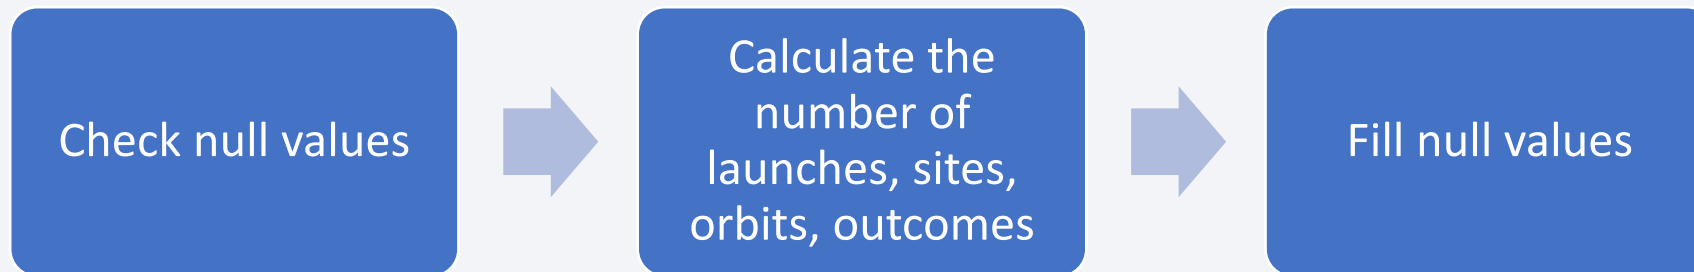 Check null values
Calculate the
number of
launches, sites,
orbits, outcomes
Fill null values